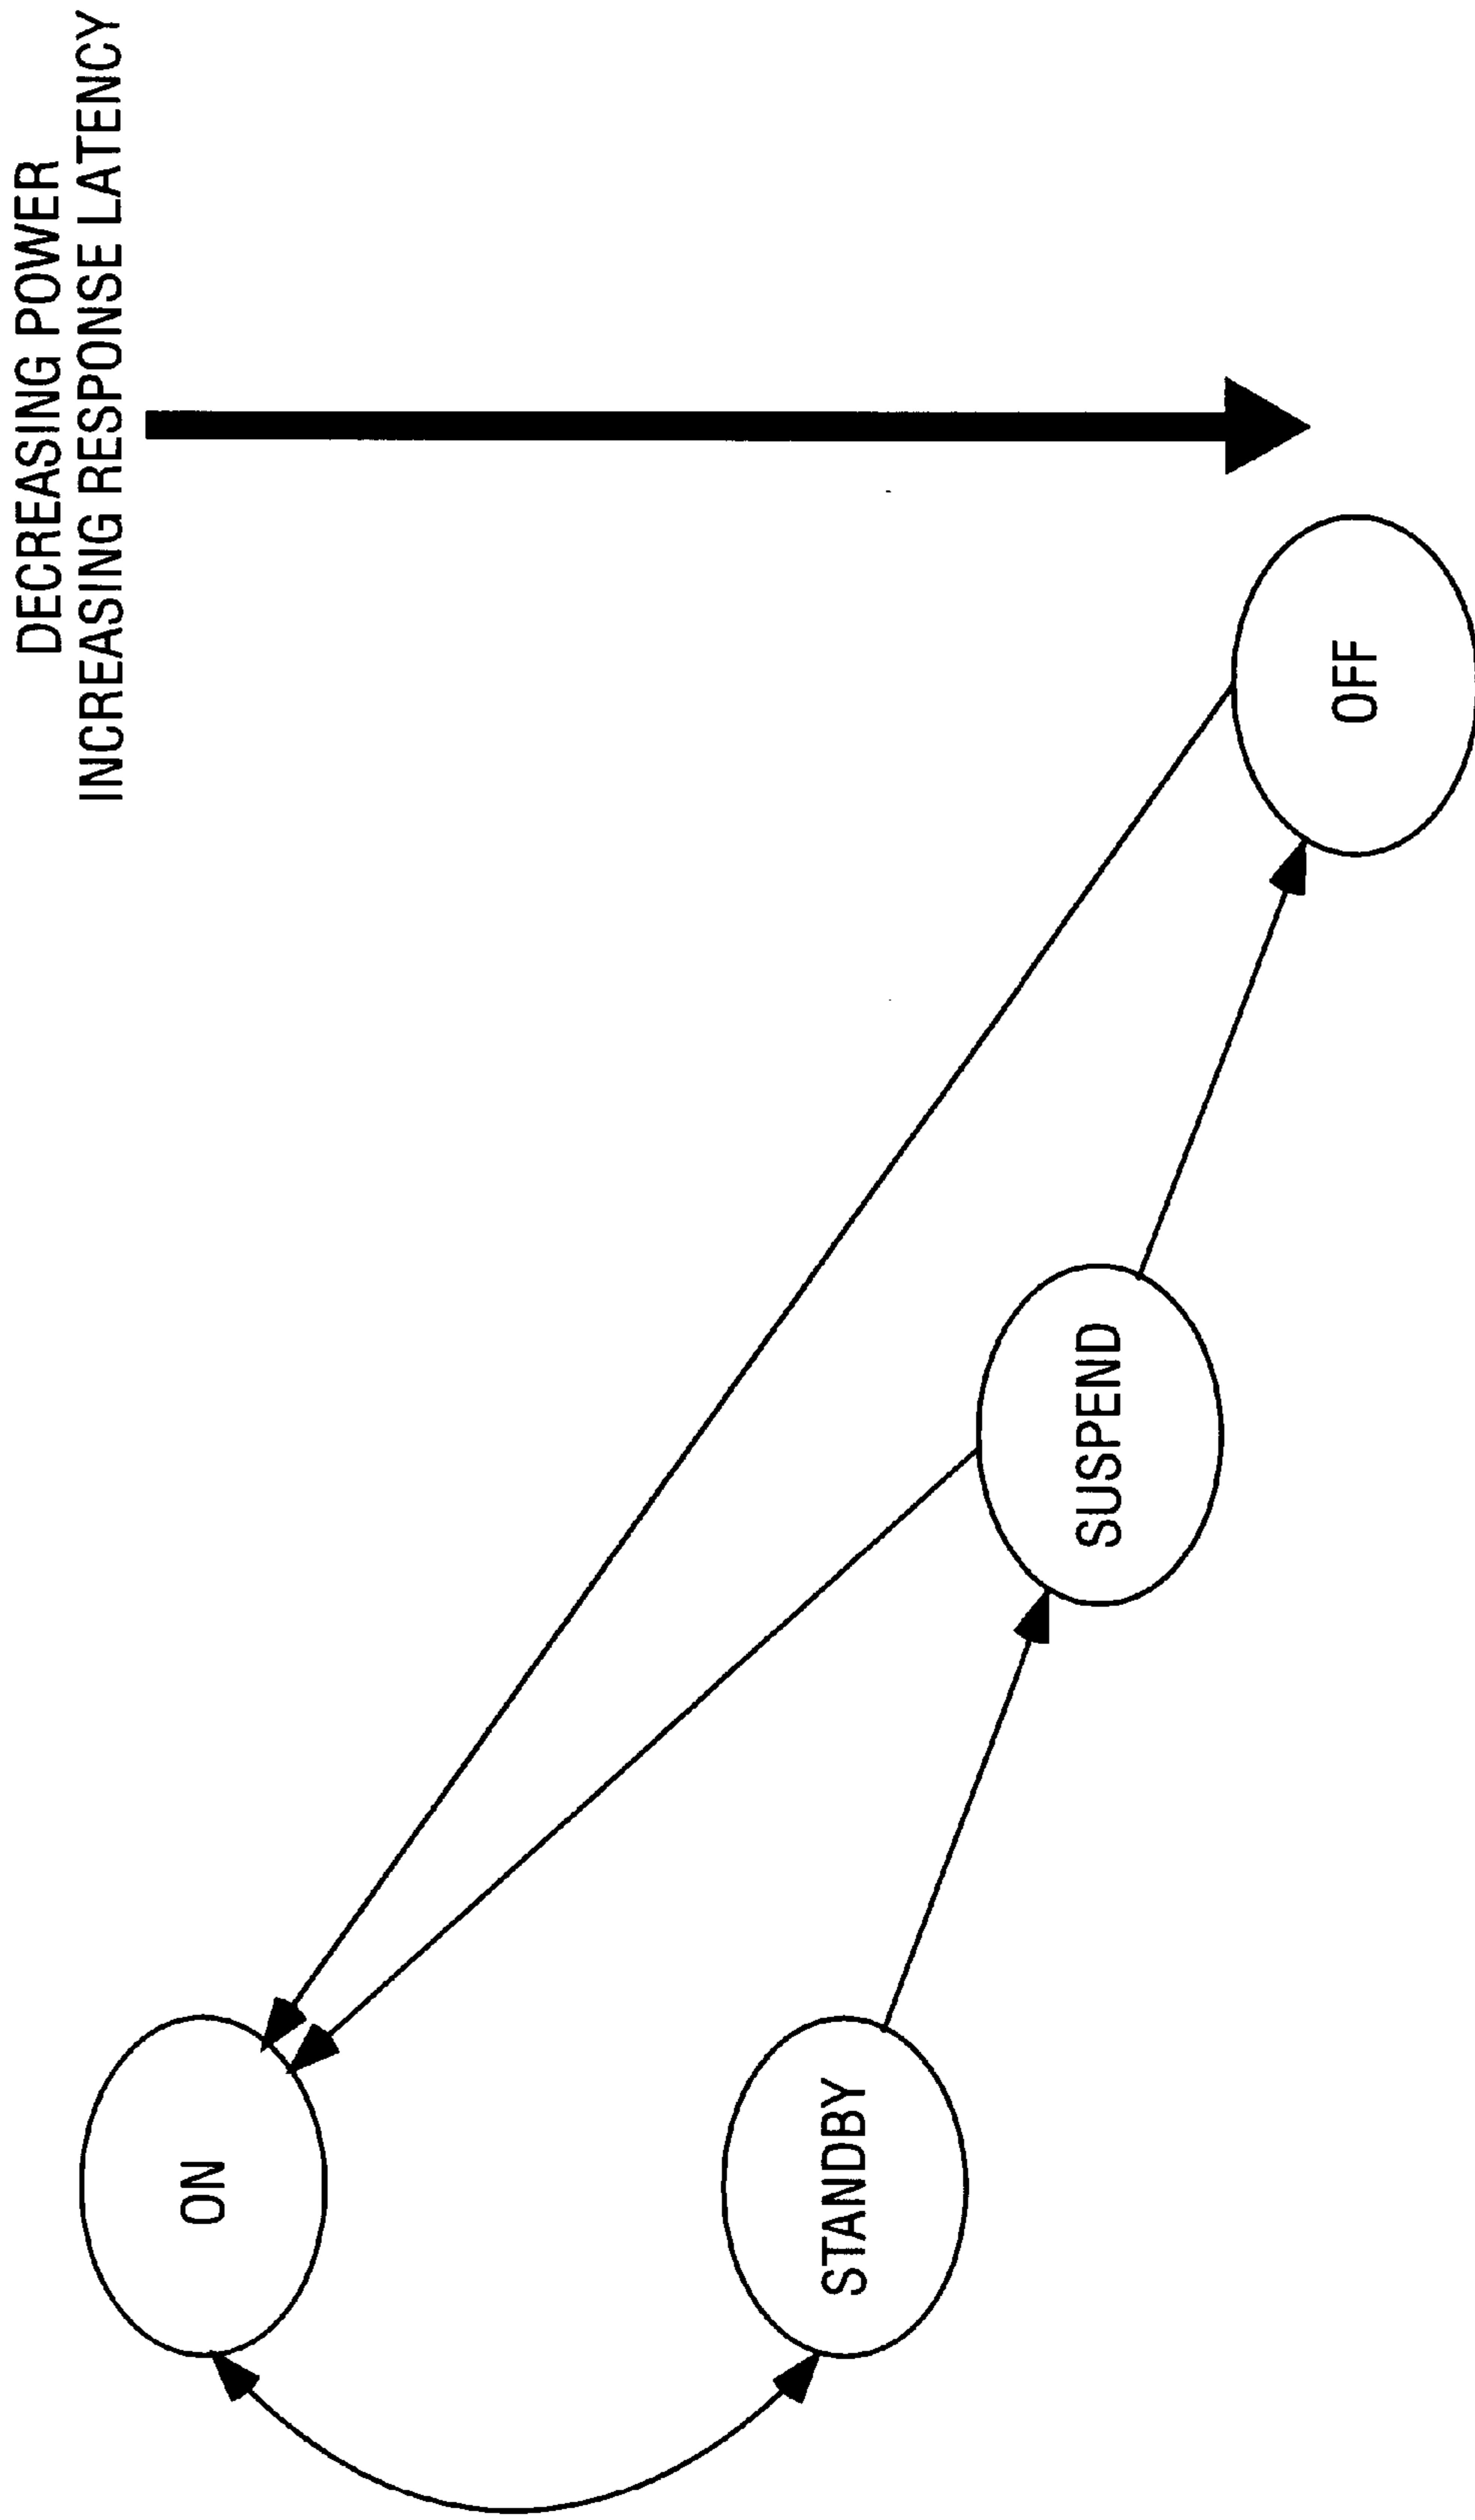 DECREASING POWER
INCREASING RESPONSE LATENCY
ON
STANDBY
SUSPEND
OFF